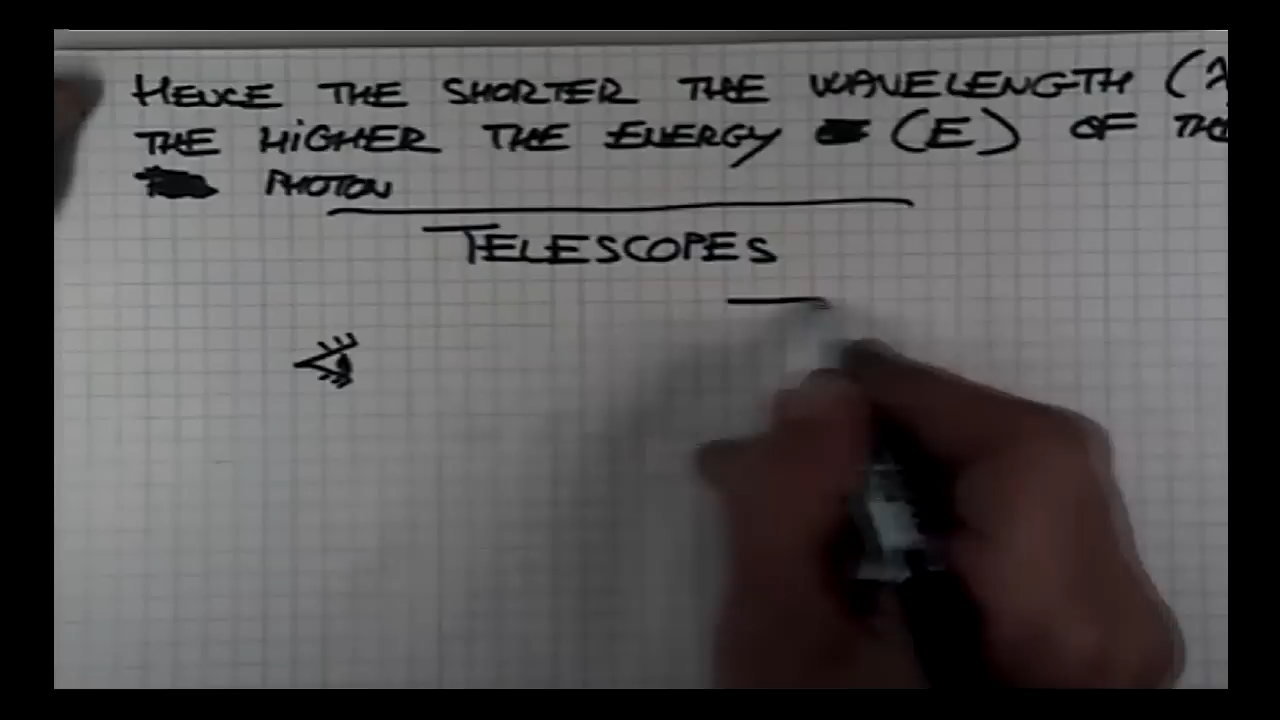 HENCE THE SHORTER THE WAVELENGTH (λ
THE HIGHER THE ENERGY (E) OF THE
PHOTON
TELESCOPES